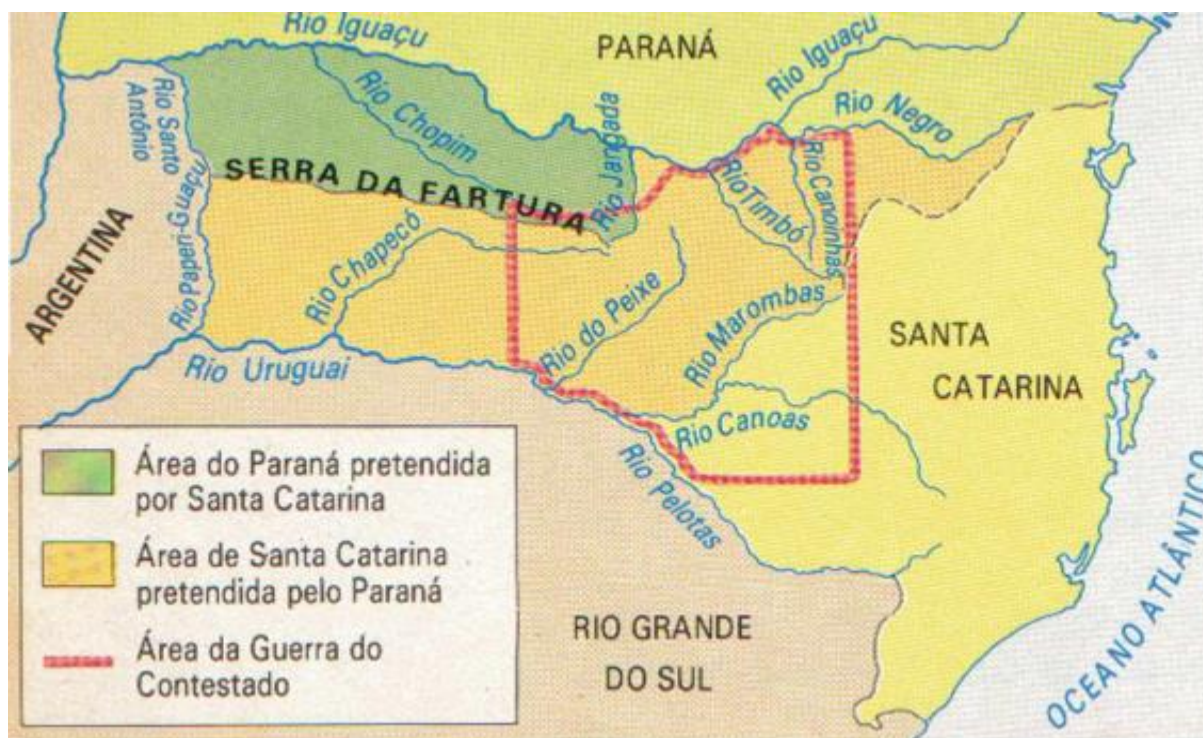 Rio Iguaçu
PARANÁ
Rio Iguaçu
Rio Negro
Rio Santo
Antônio
Rio Chopim
Rio Jangada
SERRA DA FARTURA
Rio Timbó
Rio Canoinhas
ARGENTINA
Rio Paperi-Guaçu
Rio Chapecó
Rio do Peixe
Rio Marombas
SANTA
CATARINA
Rio Uruguai
Rio Canoas
Rio Pelotas
OCEANO ATLÂNTICO
RIO GRANDE
DO SUL
Área do Paraná pretendida
por Santa Catarina
Área de Santa Catarina
pretendida pelo Paraná
Área da Guerra do
Contestado